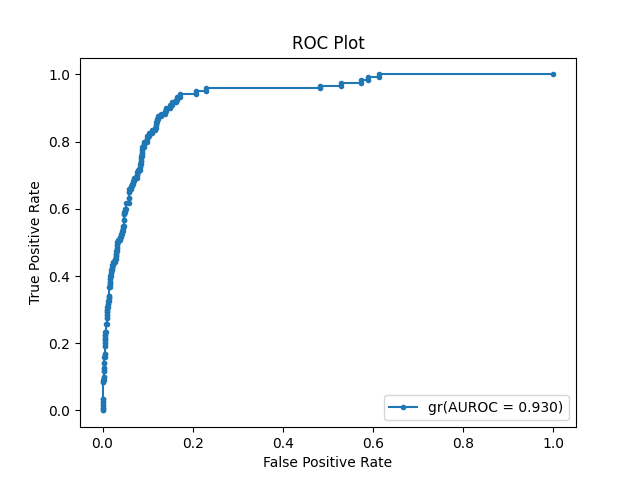 ROC Plot
True Positive Rate
1.0
0.8
0.6
0.4
0.2
0.0
gr(AUROC = 0.930)
0.0 0.2 0.4 0.6 0.8 1.0
False Positive Rate